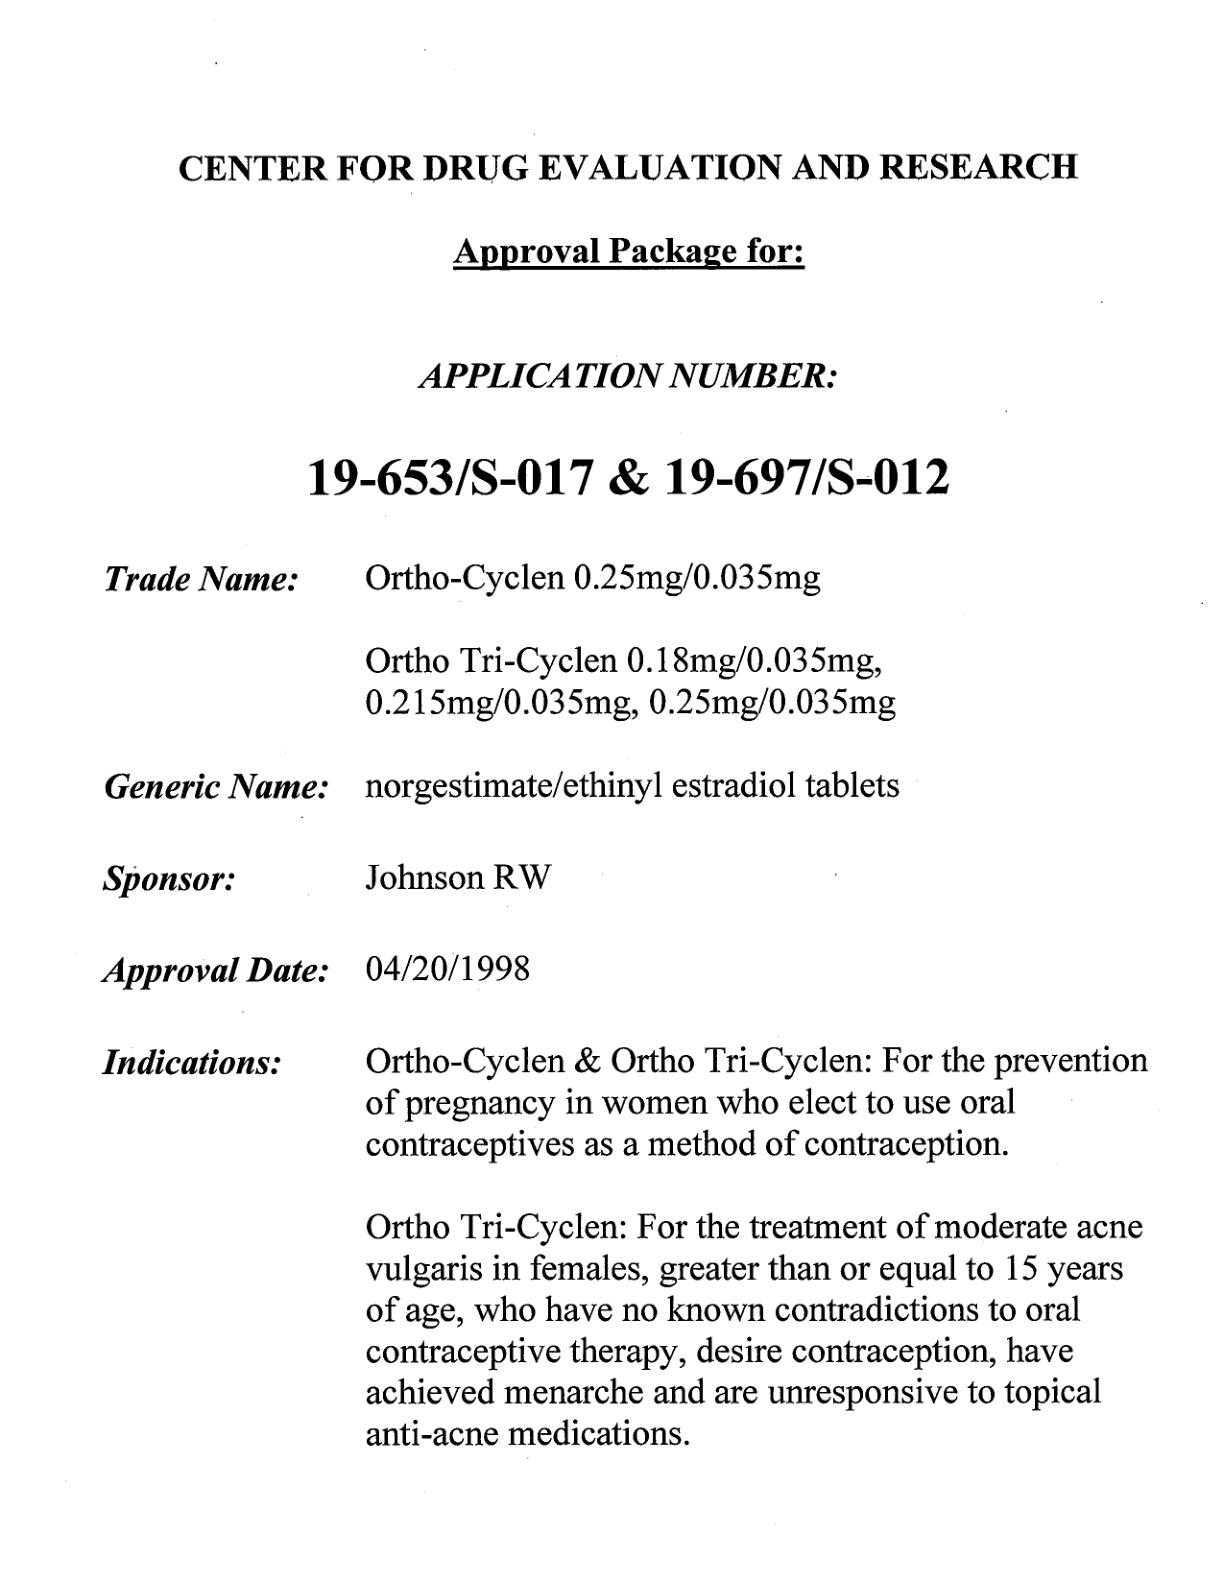 CENTER FOR DRUG EVALUATION AND RESEARCH
Approval Package for:
APPLICATION NUMBER:
19-653/S-017 & 19-697/S-012
Trade Name: Ortho-Cyclen 0.25mg/0.035mg
Ortho Tri-Cyclen 0.18mg/0.035mg,
0.215mg/0.035mg, 0.25mg/0.035mg
Generic Name: norgestimate/ethinyl estradiol tablets
Sponsor: Johnson RW
Approval Date: 04/20/1998
Indications: Ortho-Cyclen & Ortho Tri-Cyclen: For the prevention
of pregnancy in women who elect to use oral
contraceptives as a method of contraception.
Ortho Tri-Cyclen: For the treatment of moderate acne
vulgaris in females, greater than or equal to 15 years
of age, who have no known contradictions to oral
contraceptive therapy, desire contraception, have
achieved menarche and are unresponsive to topical
anti-acne medications.